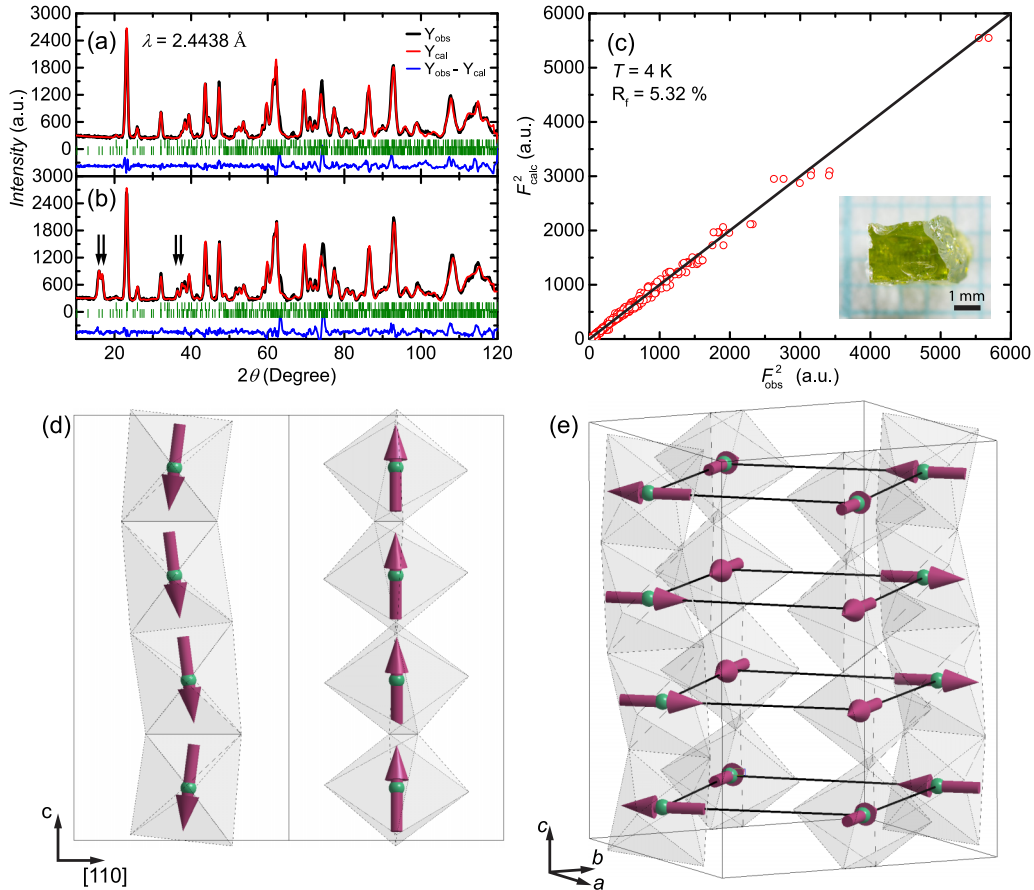 (a)
λ = 2.4438 Å
Y_obs
Y_cal
Y_obs - Y_cal
3000
2400
1800
1200
600
0
3000
(b)
2400
1800
1200
600
0
Intensity (a.u.)
20 40 60 80 100 120
2θ (Degree)
(c)
T = 4 K
R_f = 5.32 %
6000
5000
4000
3000
2000
1000
0
F²_calc (a.u.)
1 mm
0 1000 2000 3000 4000 5000 6000
F²_obs (a.u.)
(d)
c
[110]
(e)
c
b
a